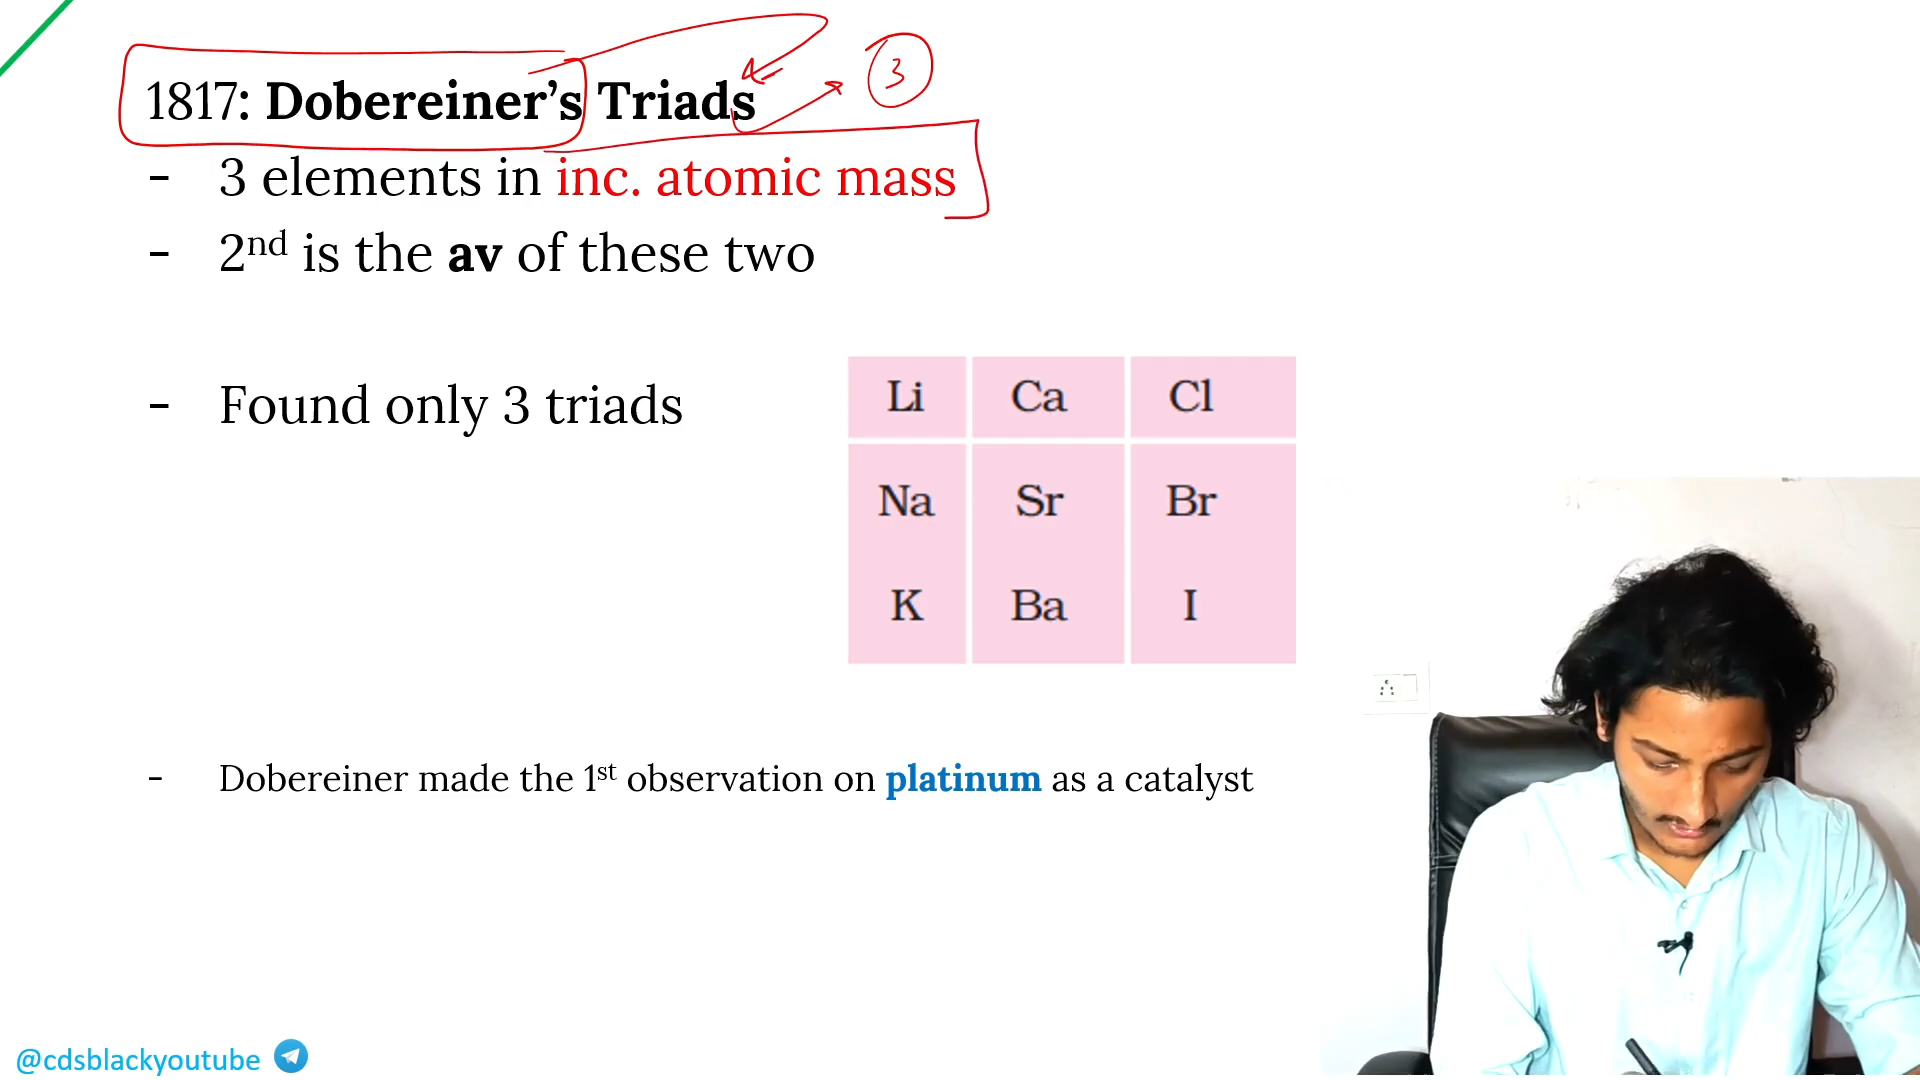 1817: Dobereiner’s Triads
3
- 3 elements in inc. atomic mass
- 2nd is the av of these two
- Found only 3 triads
Li Ca Cl
Na Sr Br
K Ba I
- Dobereiner made the 1st observation on platinum as a catalyst
@cdsblackyoutube